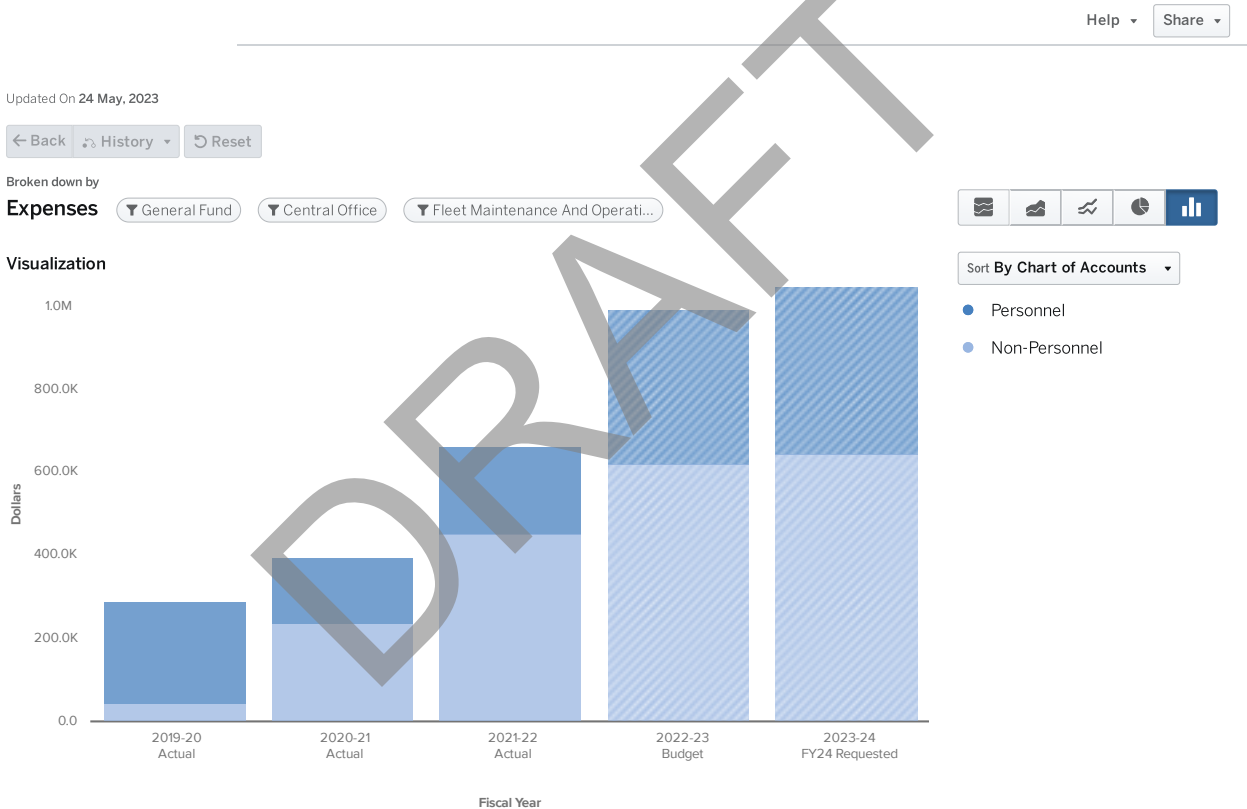 Help
Share
Updated On 24 May, 2023
Back
History
Reset
Broken down by
Expenses
General Fund
Central Office
Fleet Maintenance And Operati...
Visualization
Sort By Chart of Accounts
Personnel
Non-Personnel
1.0M
800.0K
600.0K
400.0K
200.0K
0.0
Dollars
2019-20
Actual
2020-21
Actual
2021-22
Actual
2022-23
Budget
2023-24
FY24 Requested
Fiscal Year
DRAFT